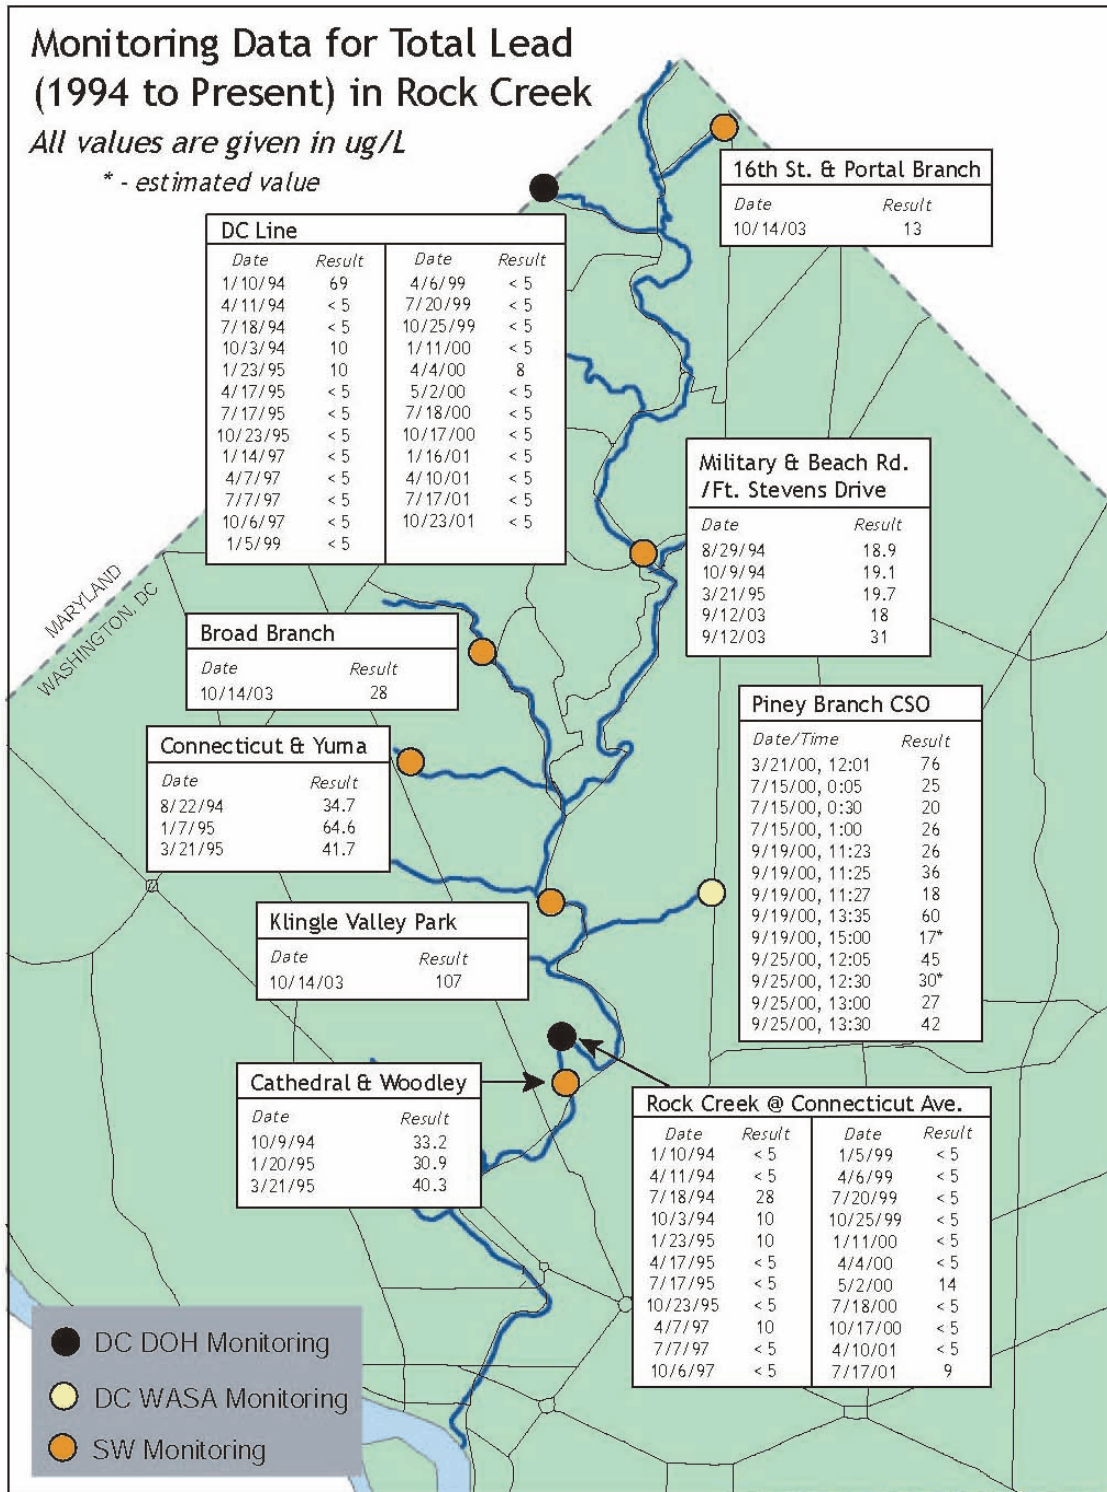 Monitoring Data for Total Lead
(1994 to Present) in Rock Creek
All values are given in ug/L
* - estimated value
16th St. & Portal Branch
Date Result
10/14/03 13
DC Line
Date Result Date Result
1/10/94 69 4/6/99 < 5
4/11/94 < 5 7/20/99 < 5
7/18/94 < 5 10/25/99 < 5
10/3/94 10 1/11/00 < 5
1/23/95 10 4/4/00 8
4/17/95 < 5 5/2/00 < 5
7/17/95 < 5 7/18/00 < 5
10/23/95 < 5 10/17/00 < 5
1/14/97 < 5 1/16/01 < 5
4/7/97 < 5 4/10/01 < 5
7/7/97 < 5 7/17/01 < 5
10/6/97 < 5 10/23/01 < 5
1/5/99 < 5
Military & Beach Rd.
/Ft. Stevens Drive
Date Result
8/29/94 18.9
10/9/94 19.1
3/21/95 19.7
9/12/03 18
9/12/03 31
MARYLAND
WASHINGTON, DC
Broad Branch
Date Result
10/14/03 28
Connecticut & Yuma
Date Result
8/22/94 34.7
1/7/95 64.6
3/21/95 41.7
Piney Branch CSO
Date/Time Result
3/21/00, 12:01 76
7/15/00, 0:05 25
7/15/00, 0:30 20
7/15/00, 1:00 26
9/19/00, 11:23 26
9/19/00, 11:25 36
9/19/00, 11:27 18
9/19/00, 13:35 60
9/19/00, 15:00 17*
9/25/00, 12:05 45
9/25/00, 12:30 30*
9/25/00, 13:00 27
9/25/00, 13:30 42
Klingle Valley Park
Date Result
10/14/03 107
Cathedral & Woodley
Date Result
10/9/94 33.2
1/20/95 30.9
3/21/95 40.3
Rock Creek @ Connecticut Ave.
Date Result Date Result
1/10/94 < 5 1/5/99 < 5
4/11/94 < 5 4/6/99 < 5
7/18/94 28 7/20/99 < 5
10/3/94 10 10/25/99 < 5
1/23/95 10 1/11/00 < 5
4/17/95 < 5 4/4/00 < 5
7/17/95 < 5 5/2/00 14
10/23/95 < 5 7/18/00 < 5
4/7/97 10 10/17/00 < 5
7/7/97 < 5 4/10/01 < 5
10/6/97 < 5 7/17/01 9
DC DOH Monitoring
DC WASA Monitoring
SW Monitoring